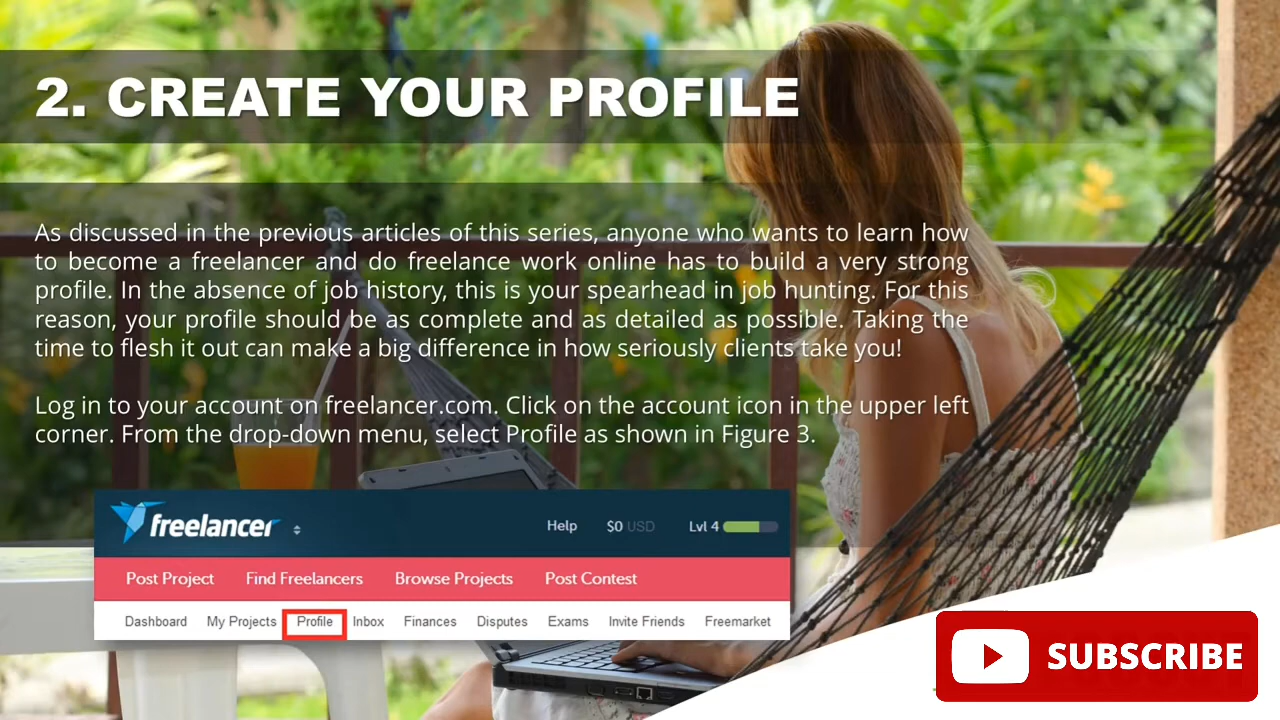 2. CREATE YOUR PROFILE
As discussed in the previous articles of this series, anyone who wants to learn how
to become a freelancer and do freelance work online has to build a very strong
profile. In the absence of job history, this is your spearhead in job hunting. For this
reason, your profile should be as complete and as detailed as possible. Taking the
time to flesh it out can make a big difference in how seriously clients take you!
Log in to your account on freelancer.com. Click on the account icon in the upper left
corner. From the drop-down menu, select Profile as shown in Figure 3.
freelancer Help $0 USD Lvl 4
Post Project Find Freelancers Browse Projects Post Contest
Dashboard My Projects Profile Inbox Finances Disputes Exams Invite Friends Freemarket
SUBSCRIBE